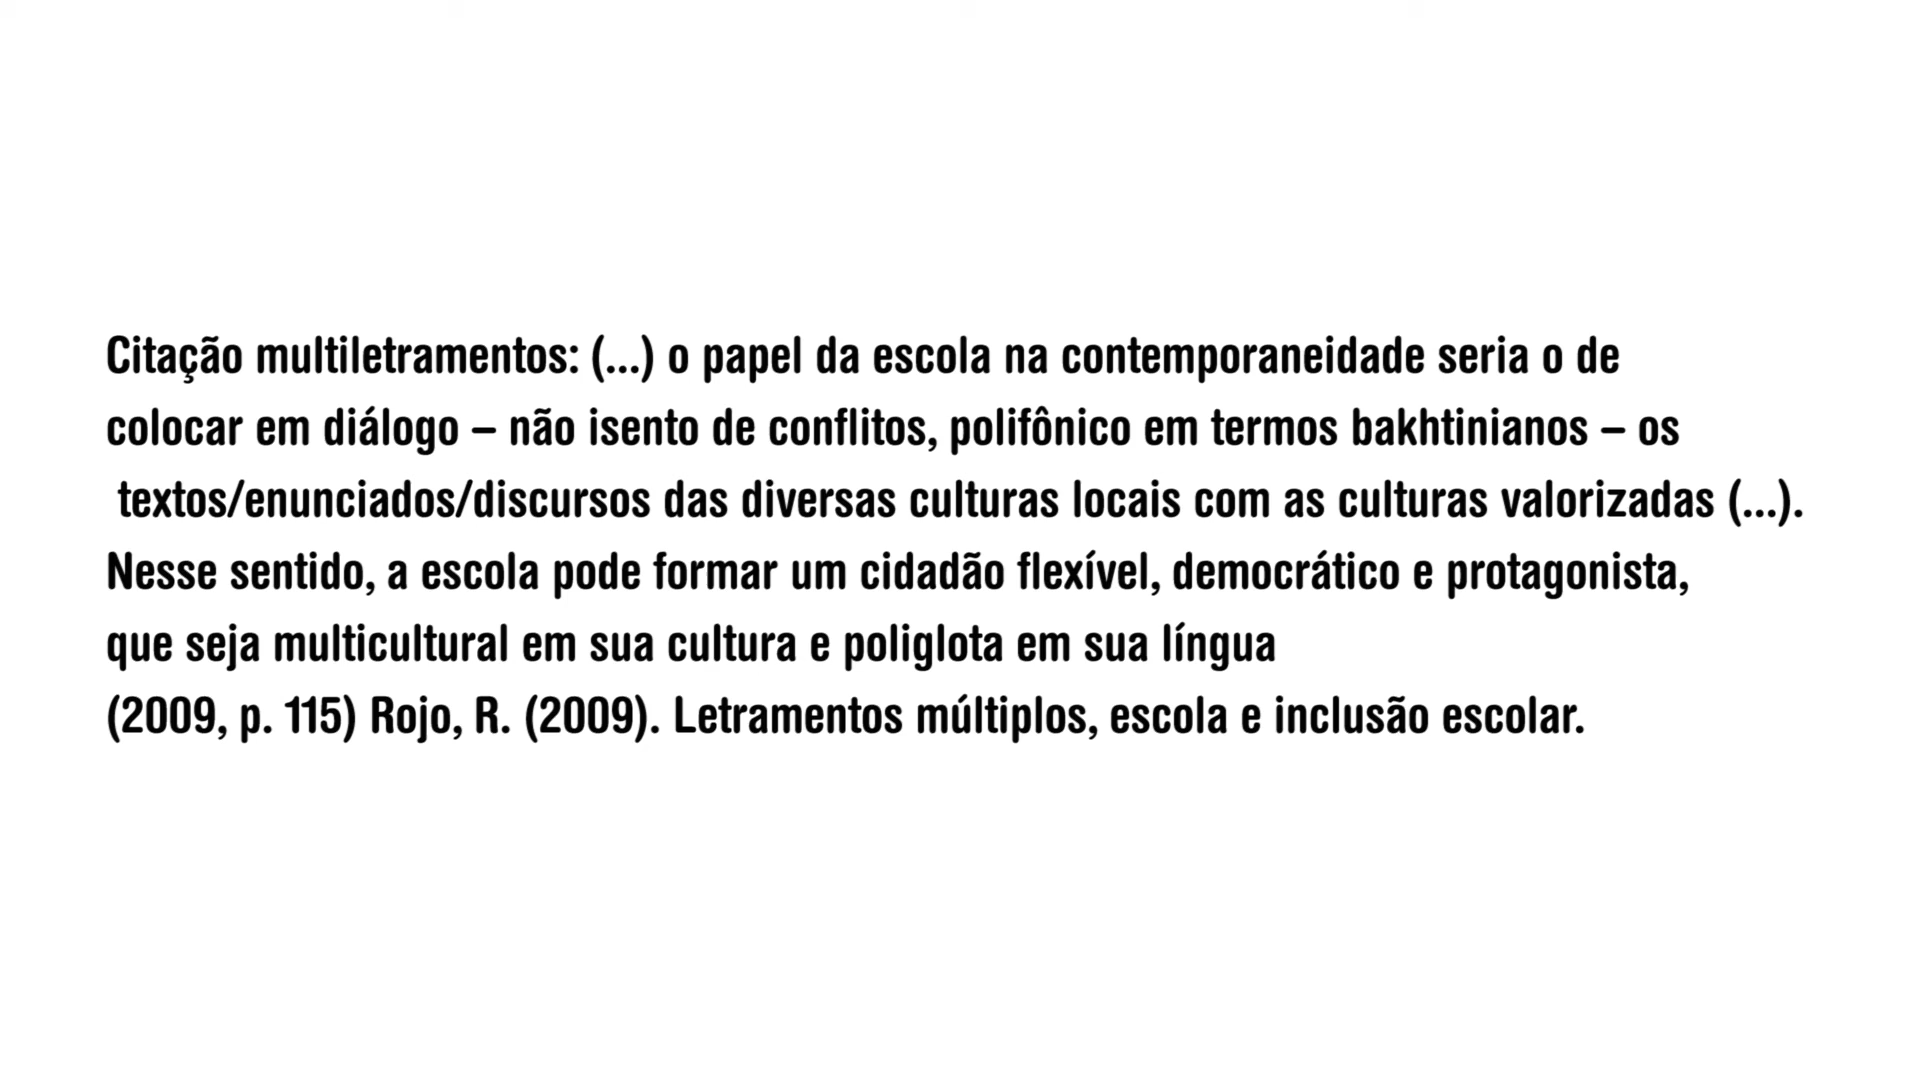 Citação multiletramentos: (...) o papel da escola na contemporaneidade seria o de
colocar em diálogo – não isento de conflitos, polifônico em termos bakhtinianos – os
textos/enunciados/discursos das diversas culturas locais com as culturas valorizadas (...).
Nesse sentido, a escola pode formar um cidadão flexível, democrático e protagonista,
que seja multicultural em sua cultura e poliglota em sua língua
(2009, p. 115) Rojo, R. (2009). Letramentos múltiplos, escola e inclusão escolar.